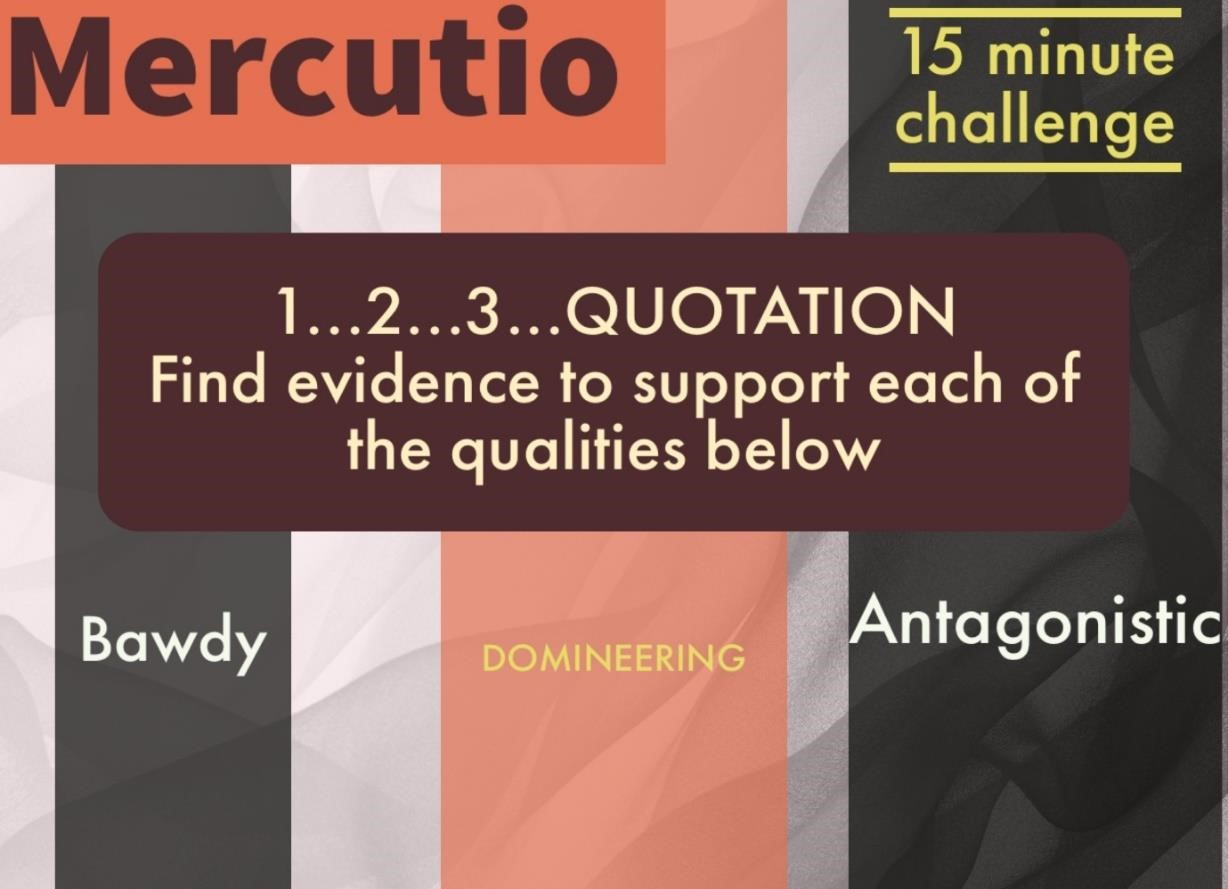 Mercutio
15 minute
challenge
1...2...3...QUOTATION
Find evidence to support each of
the qualities below
Bawdy
DOMINEERING
Antagonistic